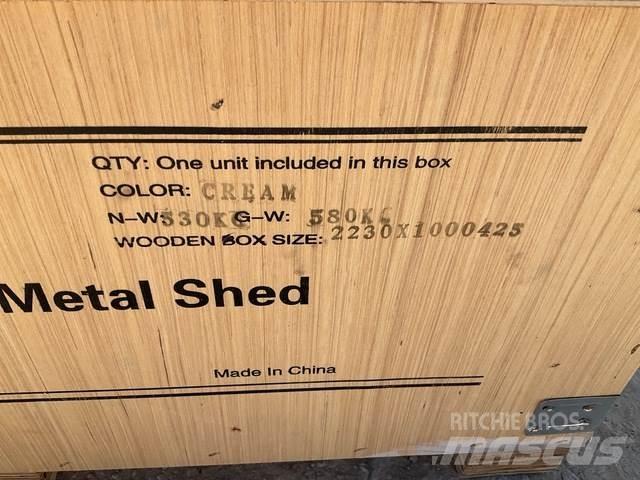 QTY: One unit included in this box
COLOR: CREAM
N-W: 530KG G-W: 580KG
WOODEN BOX SIZE: 2230X1000425
Metal Shed
Made In China
RITCHIE BROS.
MASCUS